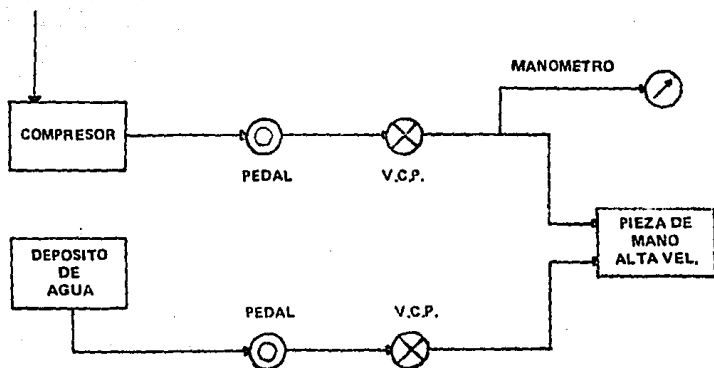 MANOMETRO
COMPRESOR
PEDAL
V.C.P.
PIEZA DE
MANO
ALTA VEL.
DEPOSITO
DE
AGUA
PEDAL
V.C.P.